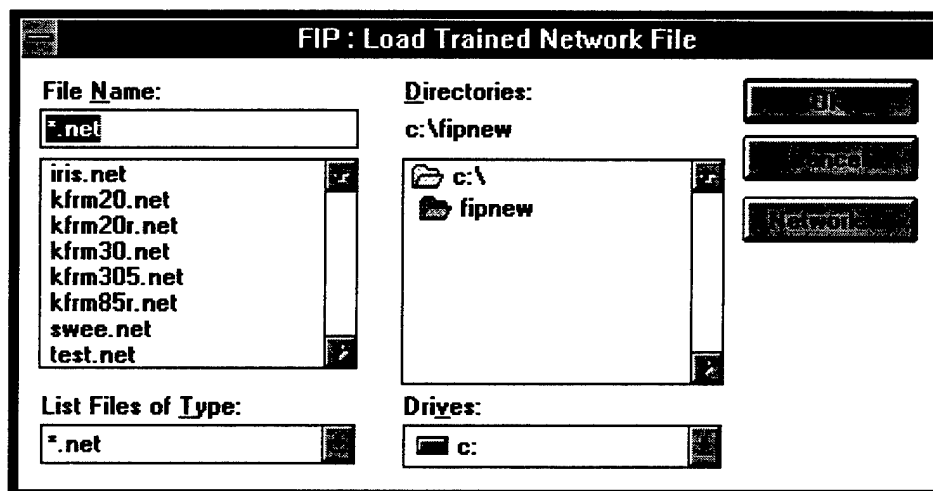 FIP : Load Trained Network File
File Name:
*.net
iris.net
kfrm20.net
kfrm20r.net
kfrm30.net
kfrm305.net
kfrm85r.net
swee.net
test.net
List Files of Type:
*.net
Directories:
c:\fipnew
c:\
fipnew
Drives:
c: